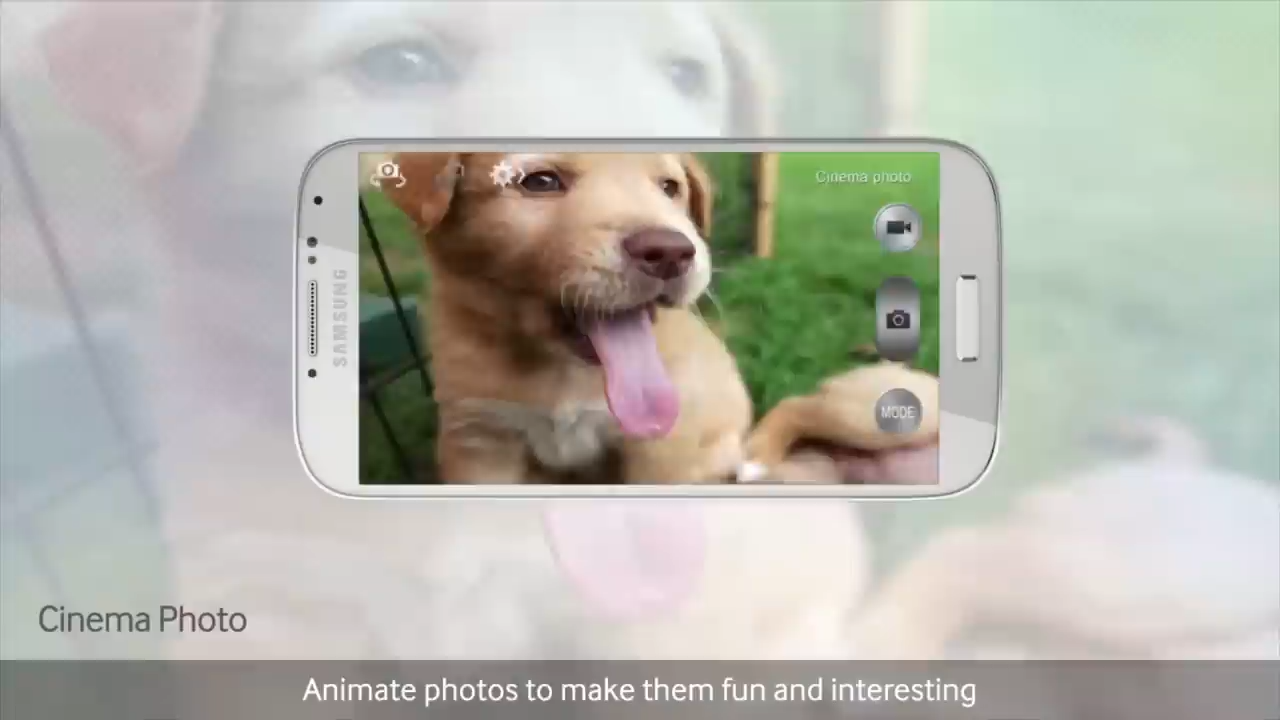 Cinema photo
SAMSUNG
MODE
Cinema Photo
Animate photos to make them fun and interesting